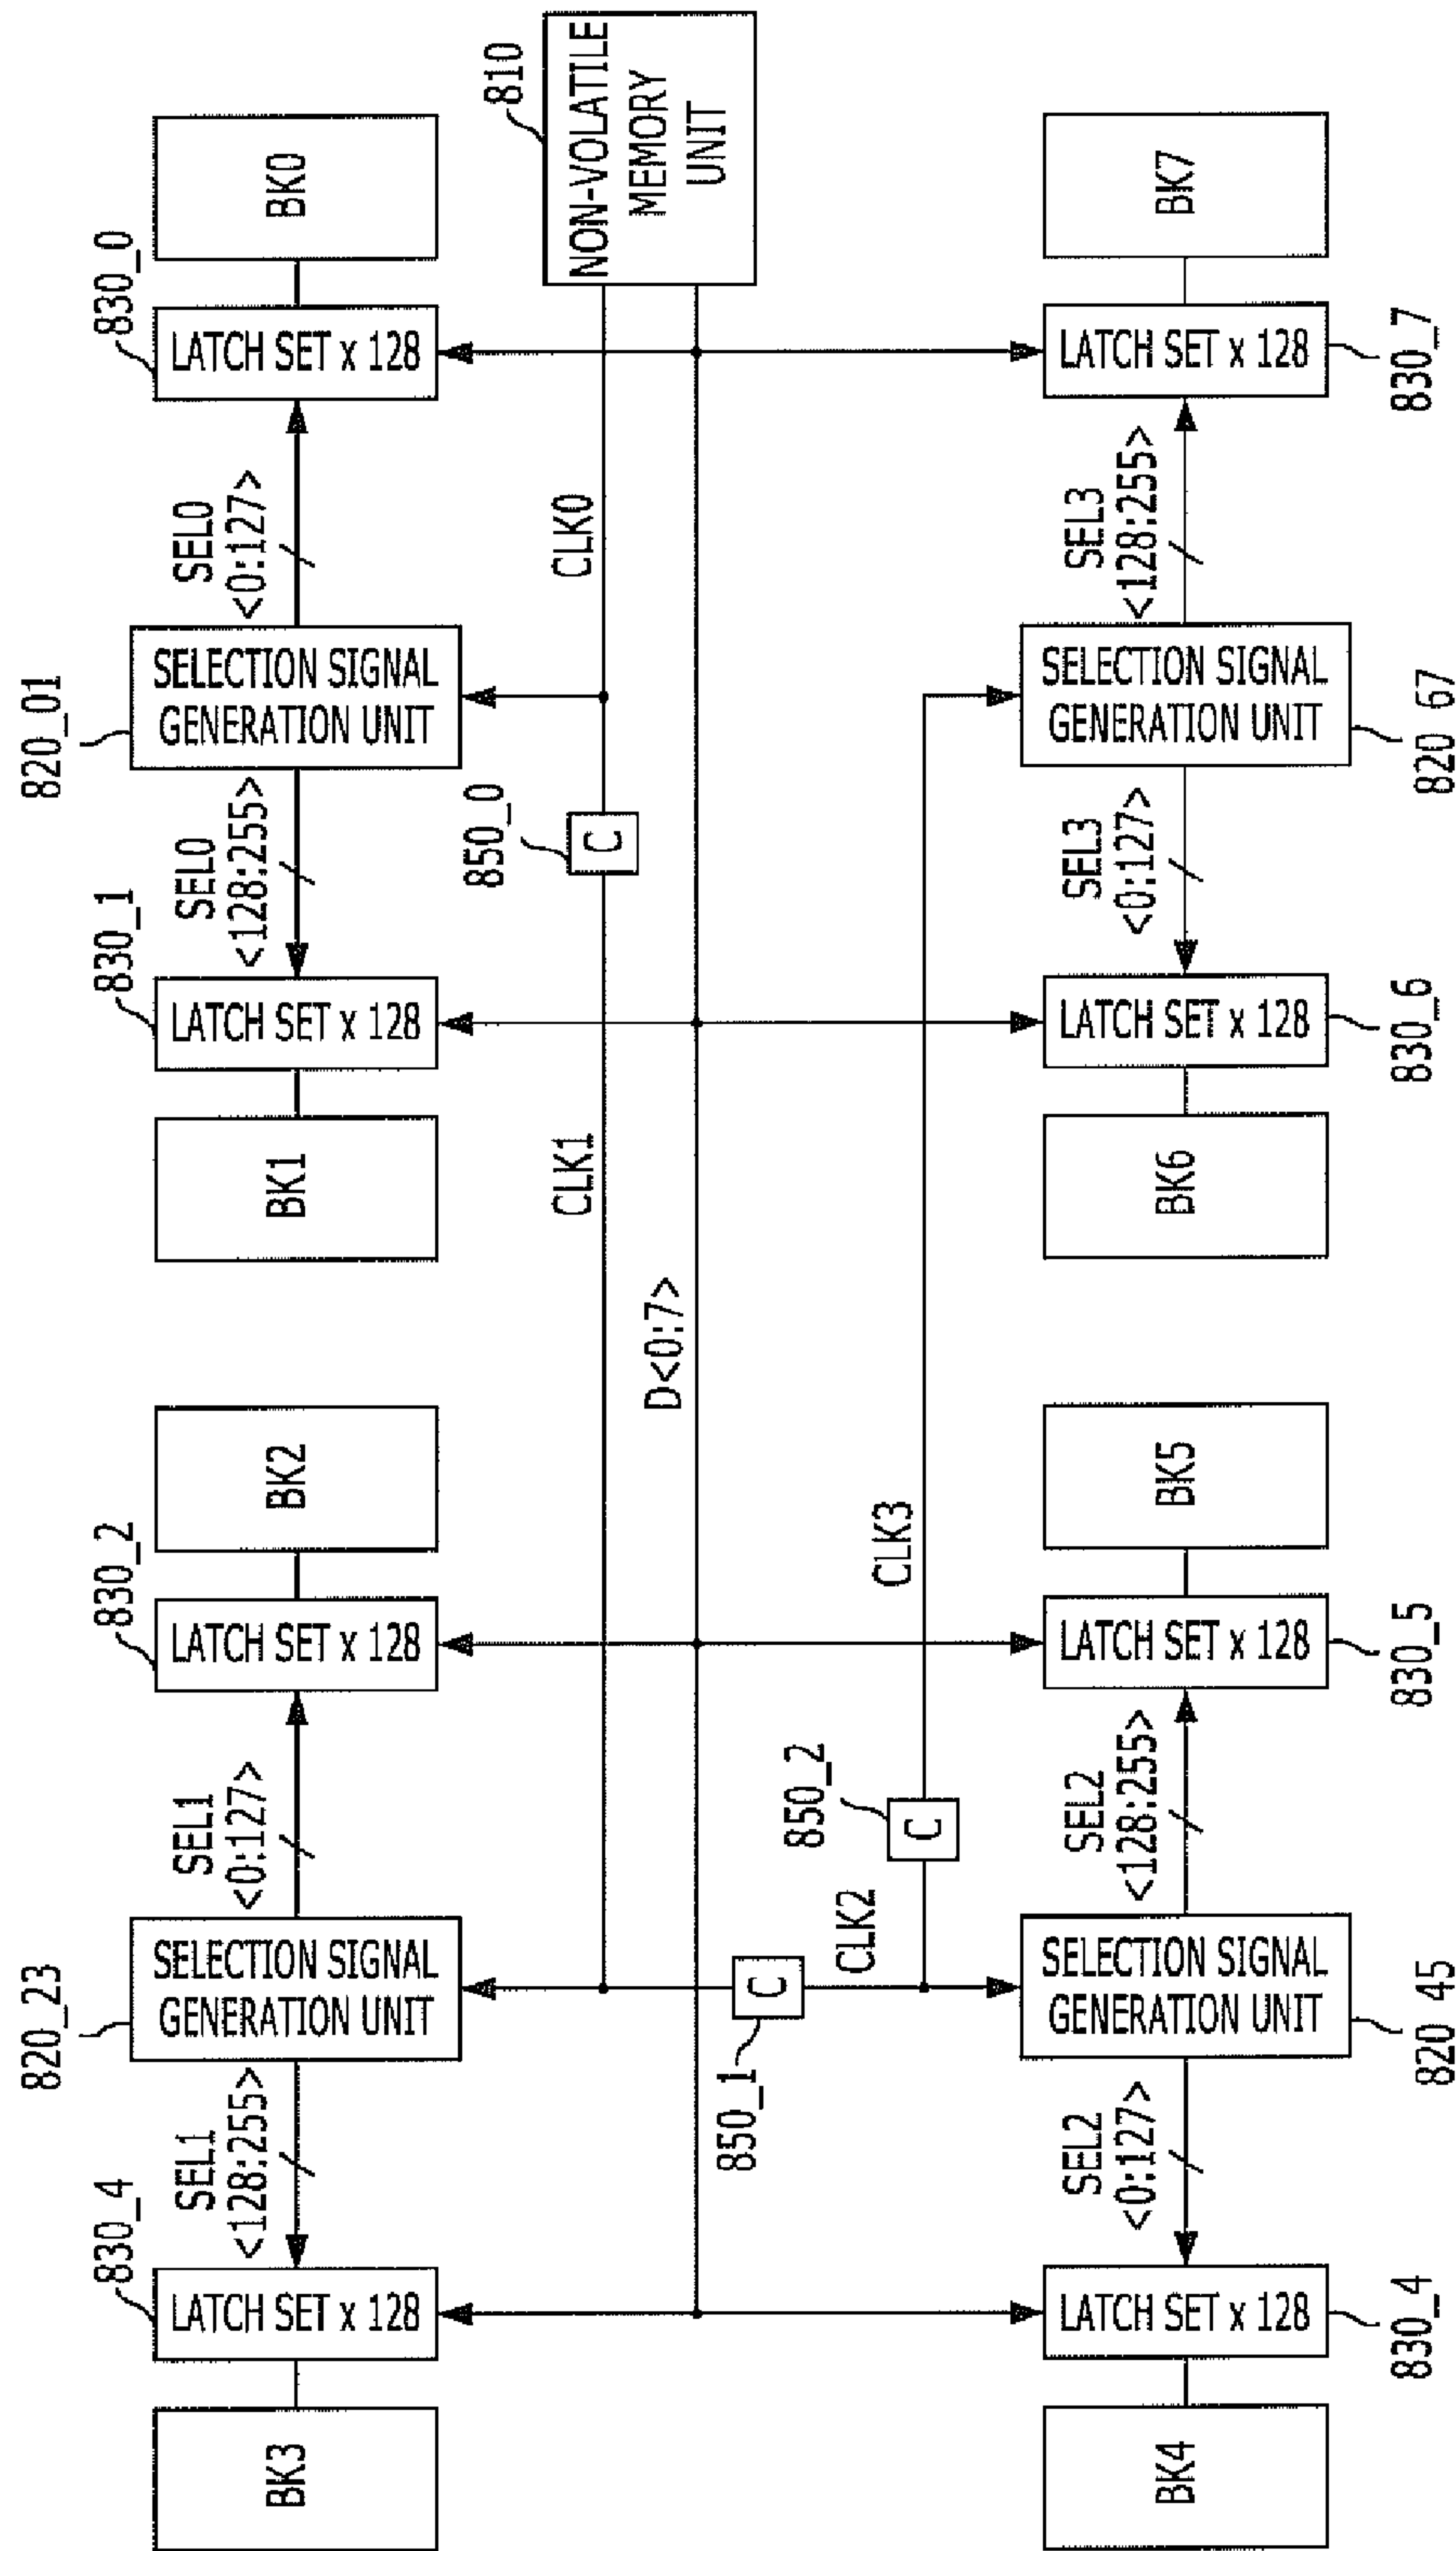 830_4
830_2
830_1
830_0
820_23
820_01
BK3
LATCH SET x 128
SEL1
<128:255>
SELECTION SIGNAL
GENERATION UNIT
SEL1
<0:127>
LATCH SET x 128
BK2
BK1
LATCH SET x 128
SEL0
<128:255>
SELECTION SIGNAL
GENERATION UNIT
SEL0
<0:127>
LATCH SET x 128
BK0
850_0
C
CLK1
CLK0
810
NON-VOLATILE
MEMORY
UNIT
D<0:7>
850_1
C
CLK2
850_2
C
CLK3
BK4
LATCH SET x 128
SEL2
<0:127>
SELECTION SIGNAL
GENERATION UNIT
SEL2
<128:255>
LATCH SET x 128
BK5
BK6
LATCH SET x 128
SEL3
<0:127>
SELECTION SIGNAL
GENERATION UNIT
SEL3
<128:255>
LATCH SET x 128
BK7
830_4
820_45
830_5
830_6
820_67
830_7